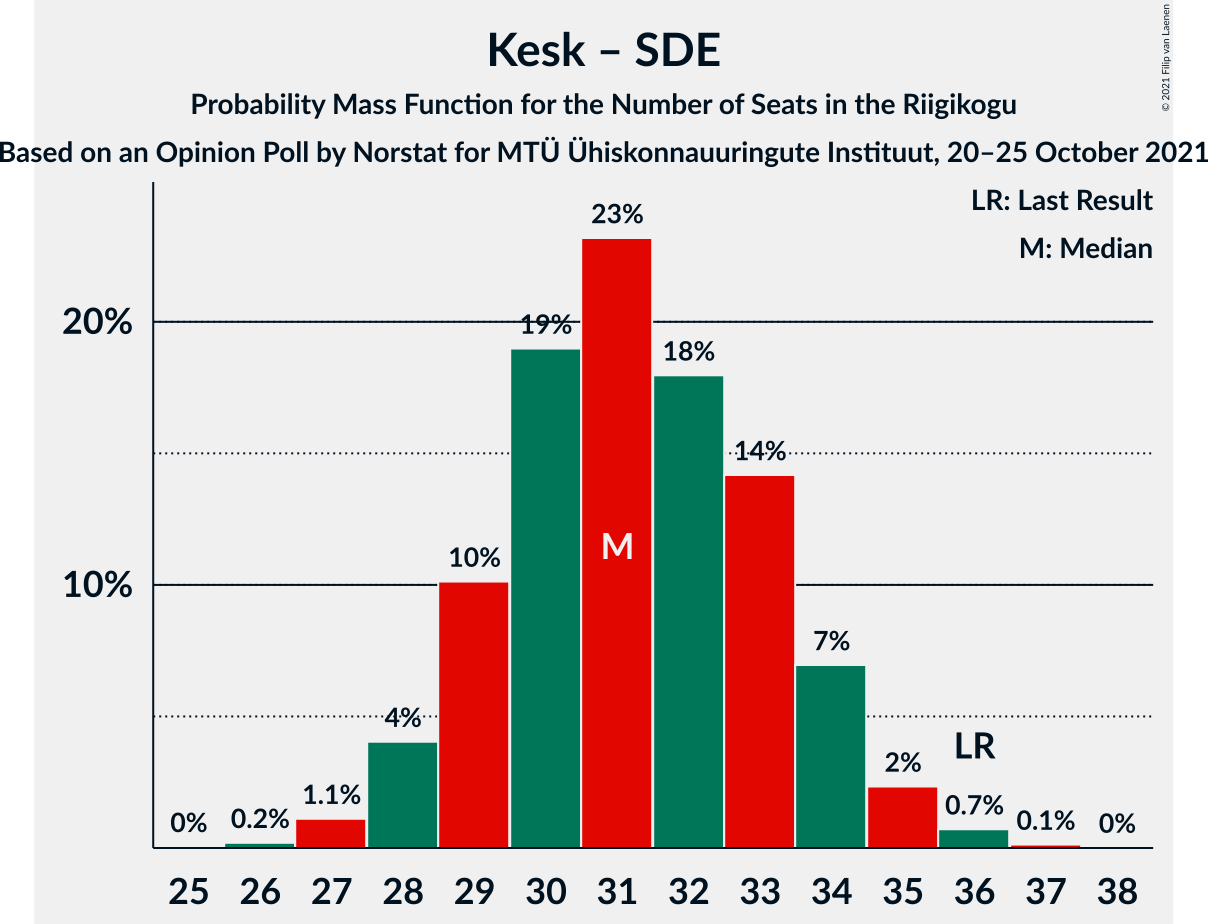 Kesk – SDE
Probability Mass Function for the Number of Seats in the Riigikogu
Based on an Opinion Poll by Norstat for MTÜ Ühiskonnauuringute Instituut, 20–25 October 2021
© 2021 Filip van Laenen
LR: Last Result
M: Median
23%
20%
19%
18%
14%
M
10%
10%
7%
4%
LR
2%
1.1%
0.7%
0% 0.2% 0.1% 0%
25 26 27 28 29 30 31 32 33 34 35 36 37 38